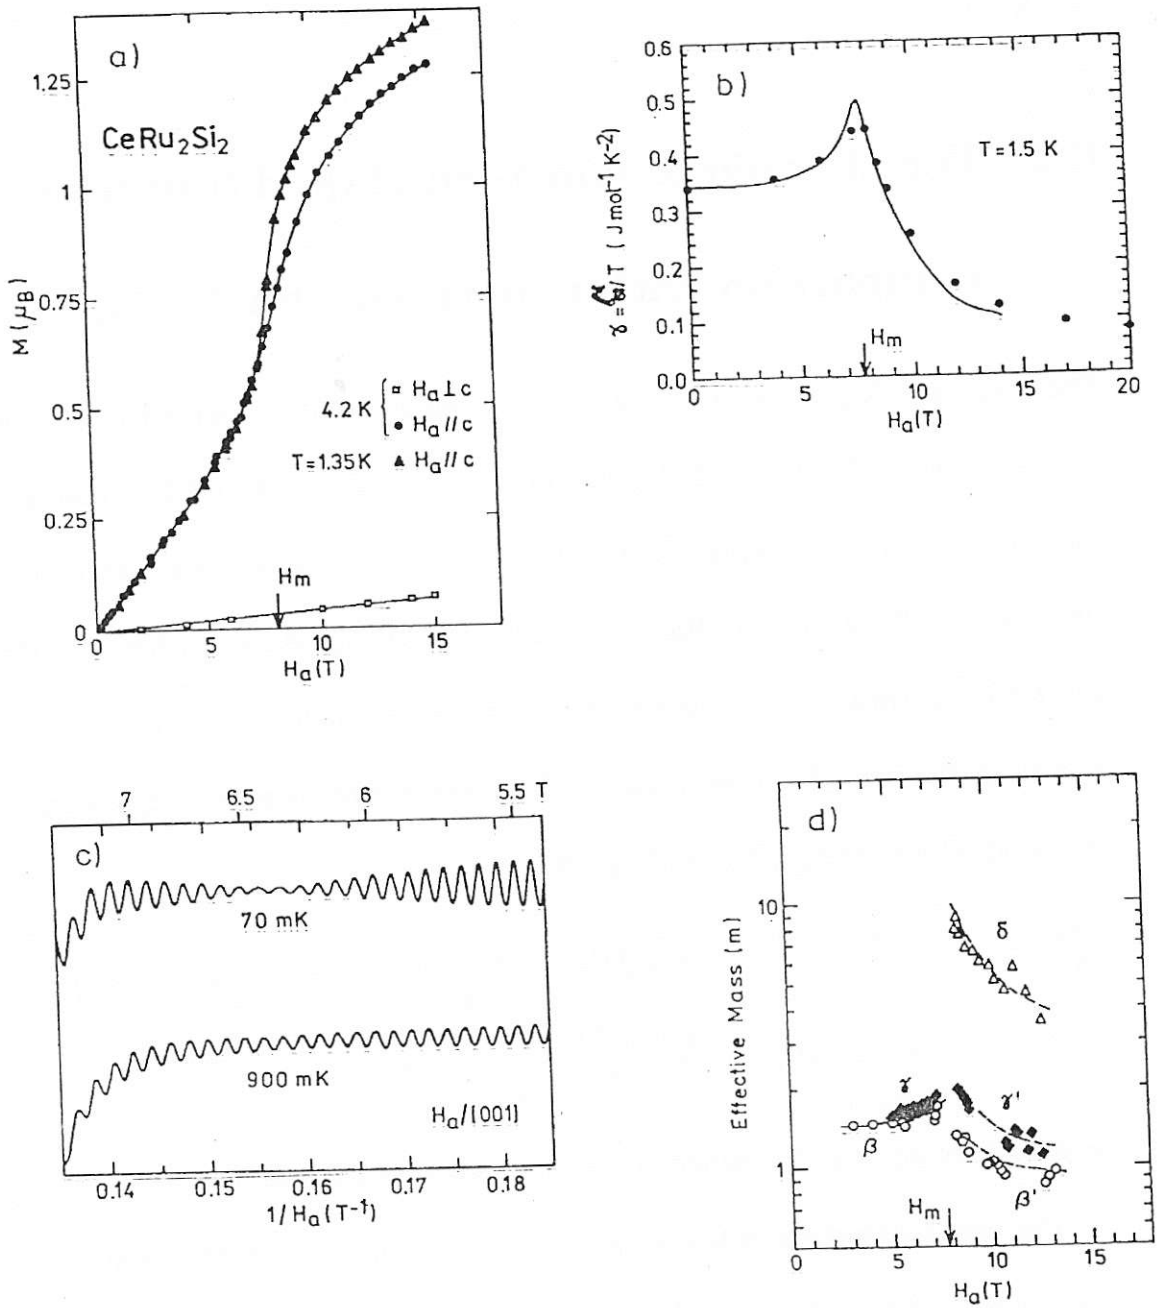 a)
CeRu₂Si₂
M (μB)
1.25
1
0.75
0.5
0.25
0
4.2 K
□ Ha ⊥ c
● Ha // c
T=1.35K ▲ Ha // c
Hm
0 5 10 15
Ha (T)
b)
T = 1.5 K
γ = C/T ( J mol⁻¹ K⁻²)
0.6
0.5
0.4
0.3
0.2
0.1
0.0
Hm
0 5 10 15 20
Ha (T)
7 6.5 6 5.5 T
c)
70 mK
900 mK
Ha/[001]
0.14 0.15 0.16 0.17 0.18
1/Ha (T⁻¹)
d)
Effective Mass (m)
10
1
δ
γ
γ'
β
β'
Hm
0 5 10 15
Ha (T)